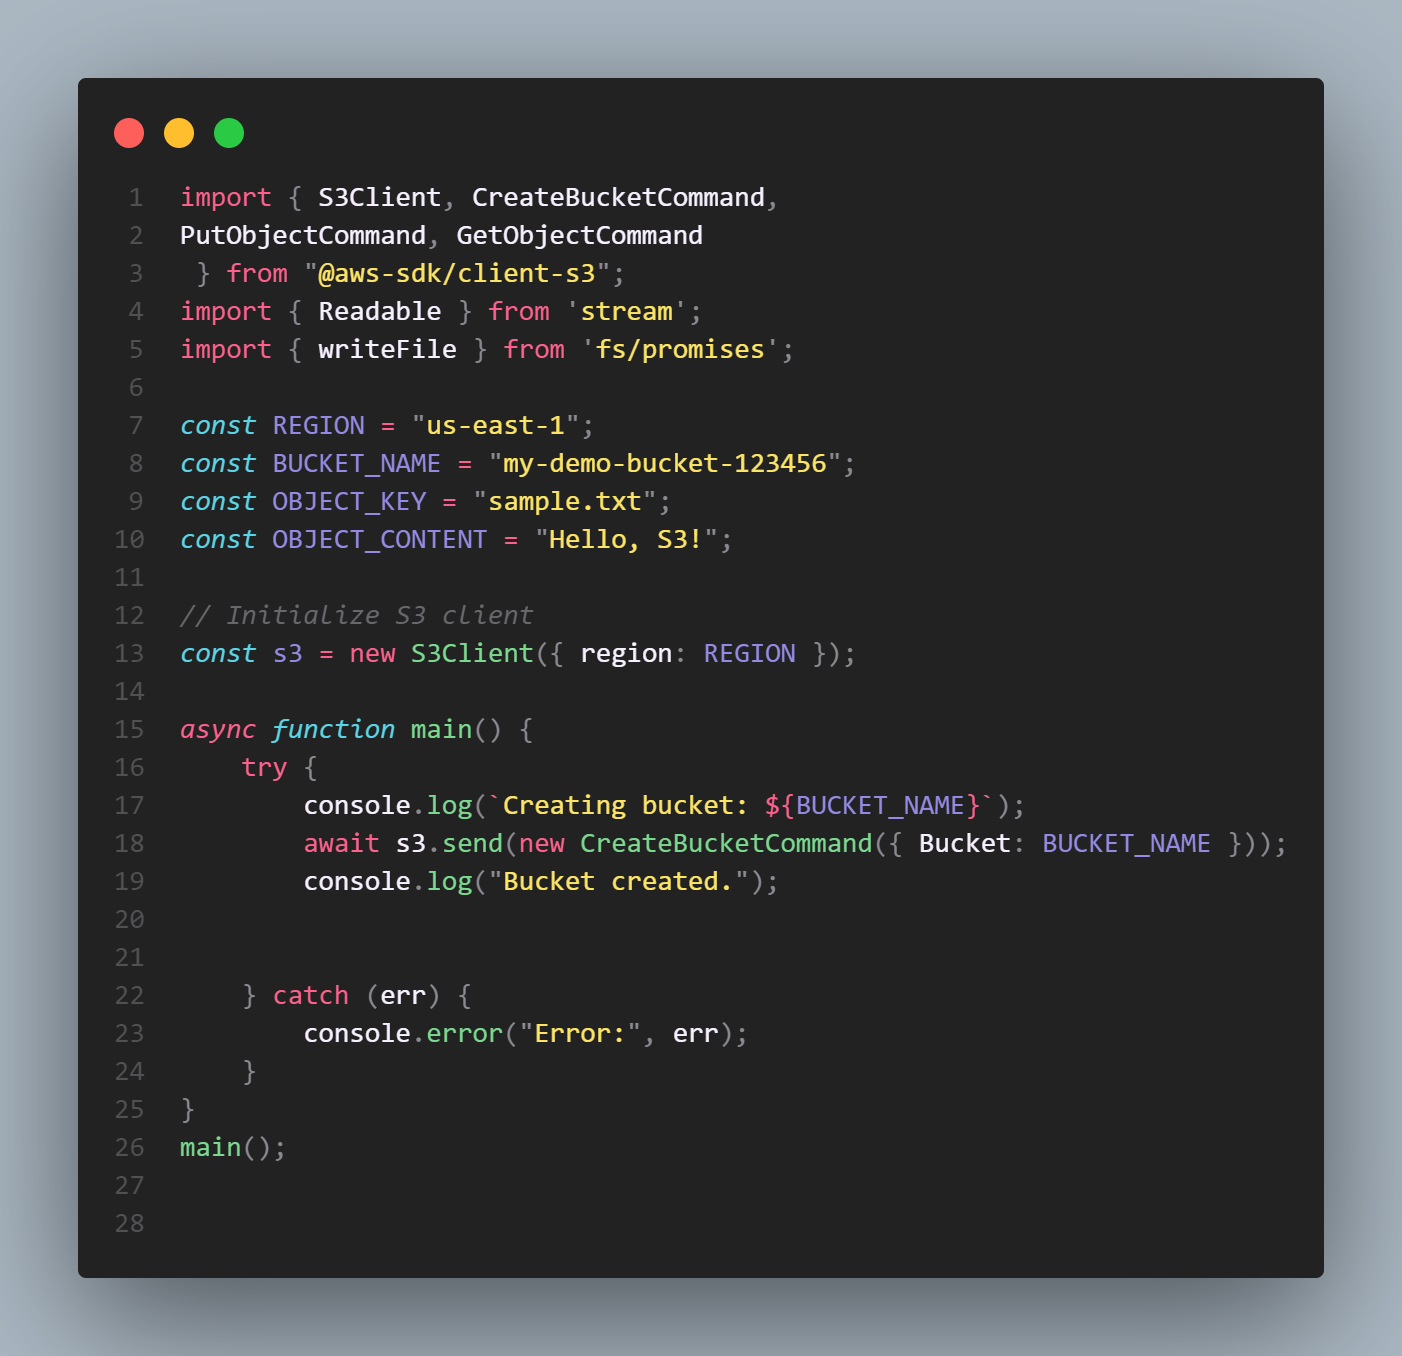 1 import { S3Client, CreateBucketCommand,
2 PutObjectCommand, GetObjectCommand
3  } from "@aws-sdk/client-s3";
4 import { Readable } from 'stream';
5 import { writeFile } from 'fs/promises';
6
7 const REGION = "us-east-1";
8 const BUCKET_NAME = "my-demo-bucket-123456";
9 const OBJECT_KEY = "sample.txt";
10 const OBJECT_CONTENT = "Hello, S3!";
11
12 // Initialize S3 client
13 const s3 = new S3Client({ region: REGION });
14
15 async function main() {
16     try {
17         console.log(`Creating bucket: ${BUCKET_NAME}`);
18         await s3.send(new CreateBucketCommand({ Bucket: BUCKET_NAME }));
19         console.log("Bucket created.");
20
21
22     } catch (err) {
23         console.error("Error:", err);
24     }
25 }
26 main();
27
28